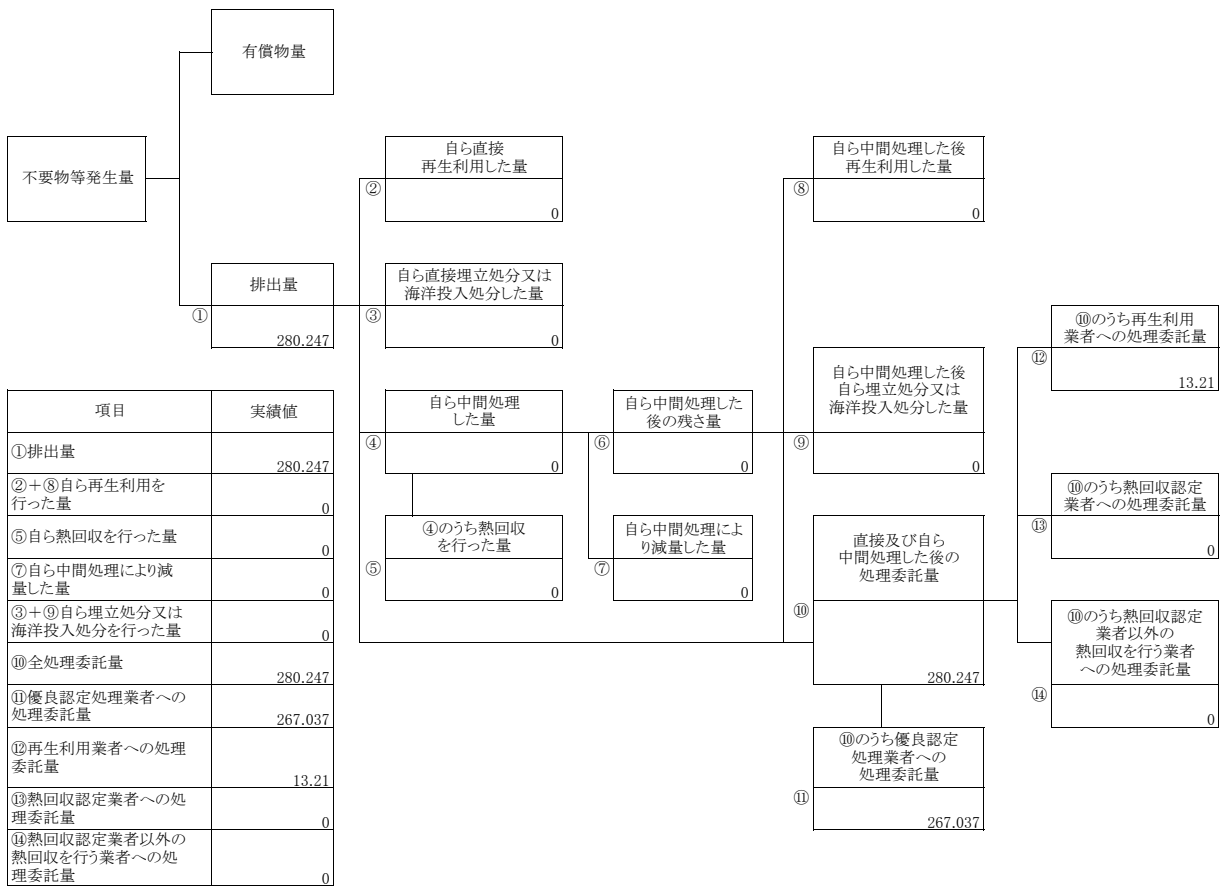 有償物量
不要物等発生量
排出量
①
280.247
自ら直接
再生利用した量
②
0
自ら直接埋立処分又は
海洋投入処分した量
③
0
自ら中間処理
した量
④
0
④のうち熱回収
を行った量
⑤
0
自ら中間処理した
後の残さ量
⑥
0
自ら中間処理によ
り減量した量
⑦
0
自ら中間処理した後
再生利用した量
⑧
0
自ら中間処理した後
自ら埋立処分又は
海洋投入処分した量
⑨
0
直接及び自ら
中間処理した後の
処理委託量
⑩
280.247
⑩のうち優良認定
処理業者への
処理委託量
⑪
267.037
⑩のうち再生利用
業者への処理委託量
⑫
13.21
⑩のうち熱回収認定
業者への処理委託量
⑬
0
⑩のうち熱回収認定
業者以外の
熱回収を行う業者
への処理委託量
⑭
0
項目 実績値
①排出量
280.247
②+⑧自ら再生利用を
行った量
0
⑤自ら熱回収を行った量
0
⑦自ら中間処理により減
量した量
0
③+⑨自ら埋立処分又は
海洋投入処分を行った量
0
⑩全処理委託量
280.247
⑪優良認定処理業者への
処理委託量
267.037
⑫再生利用業者への処理
委託量
13.21
⑬熱回収認定業者への処
理委託量
0
⑭熱回収認定業者以外の
熱回収を行う業者への処
理委託量
0